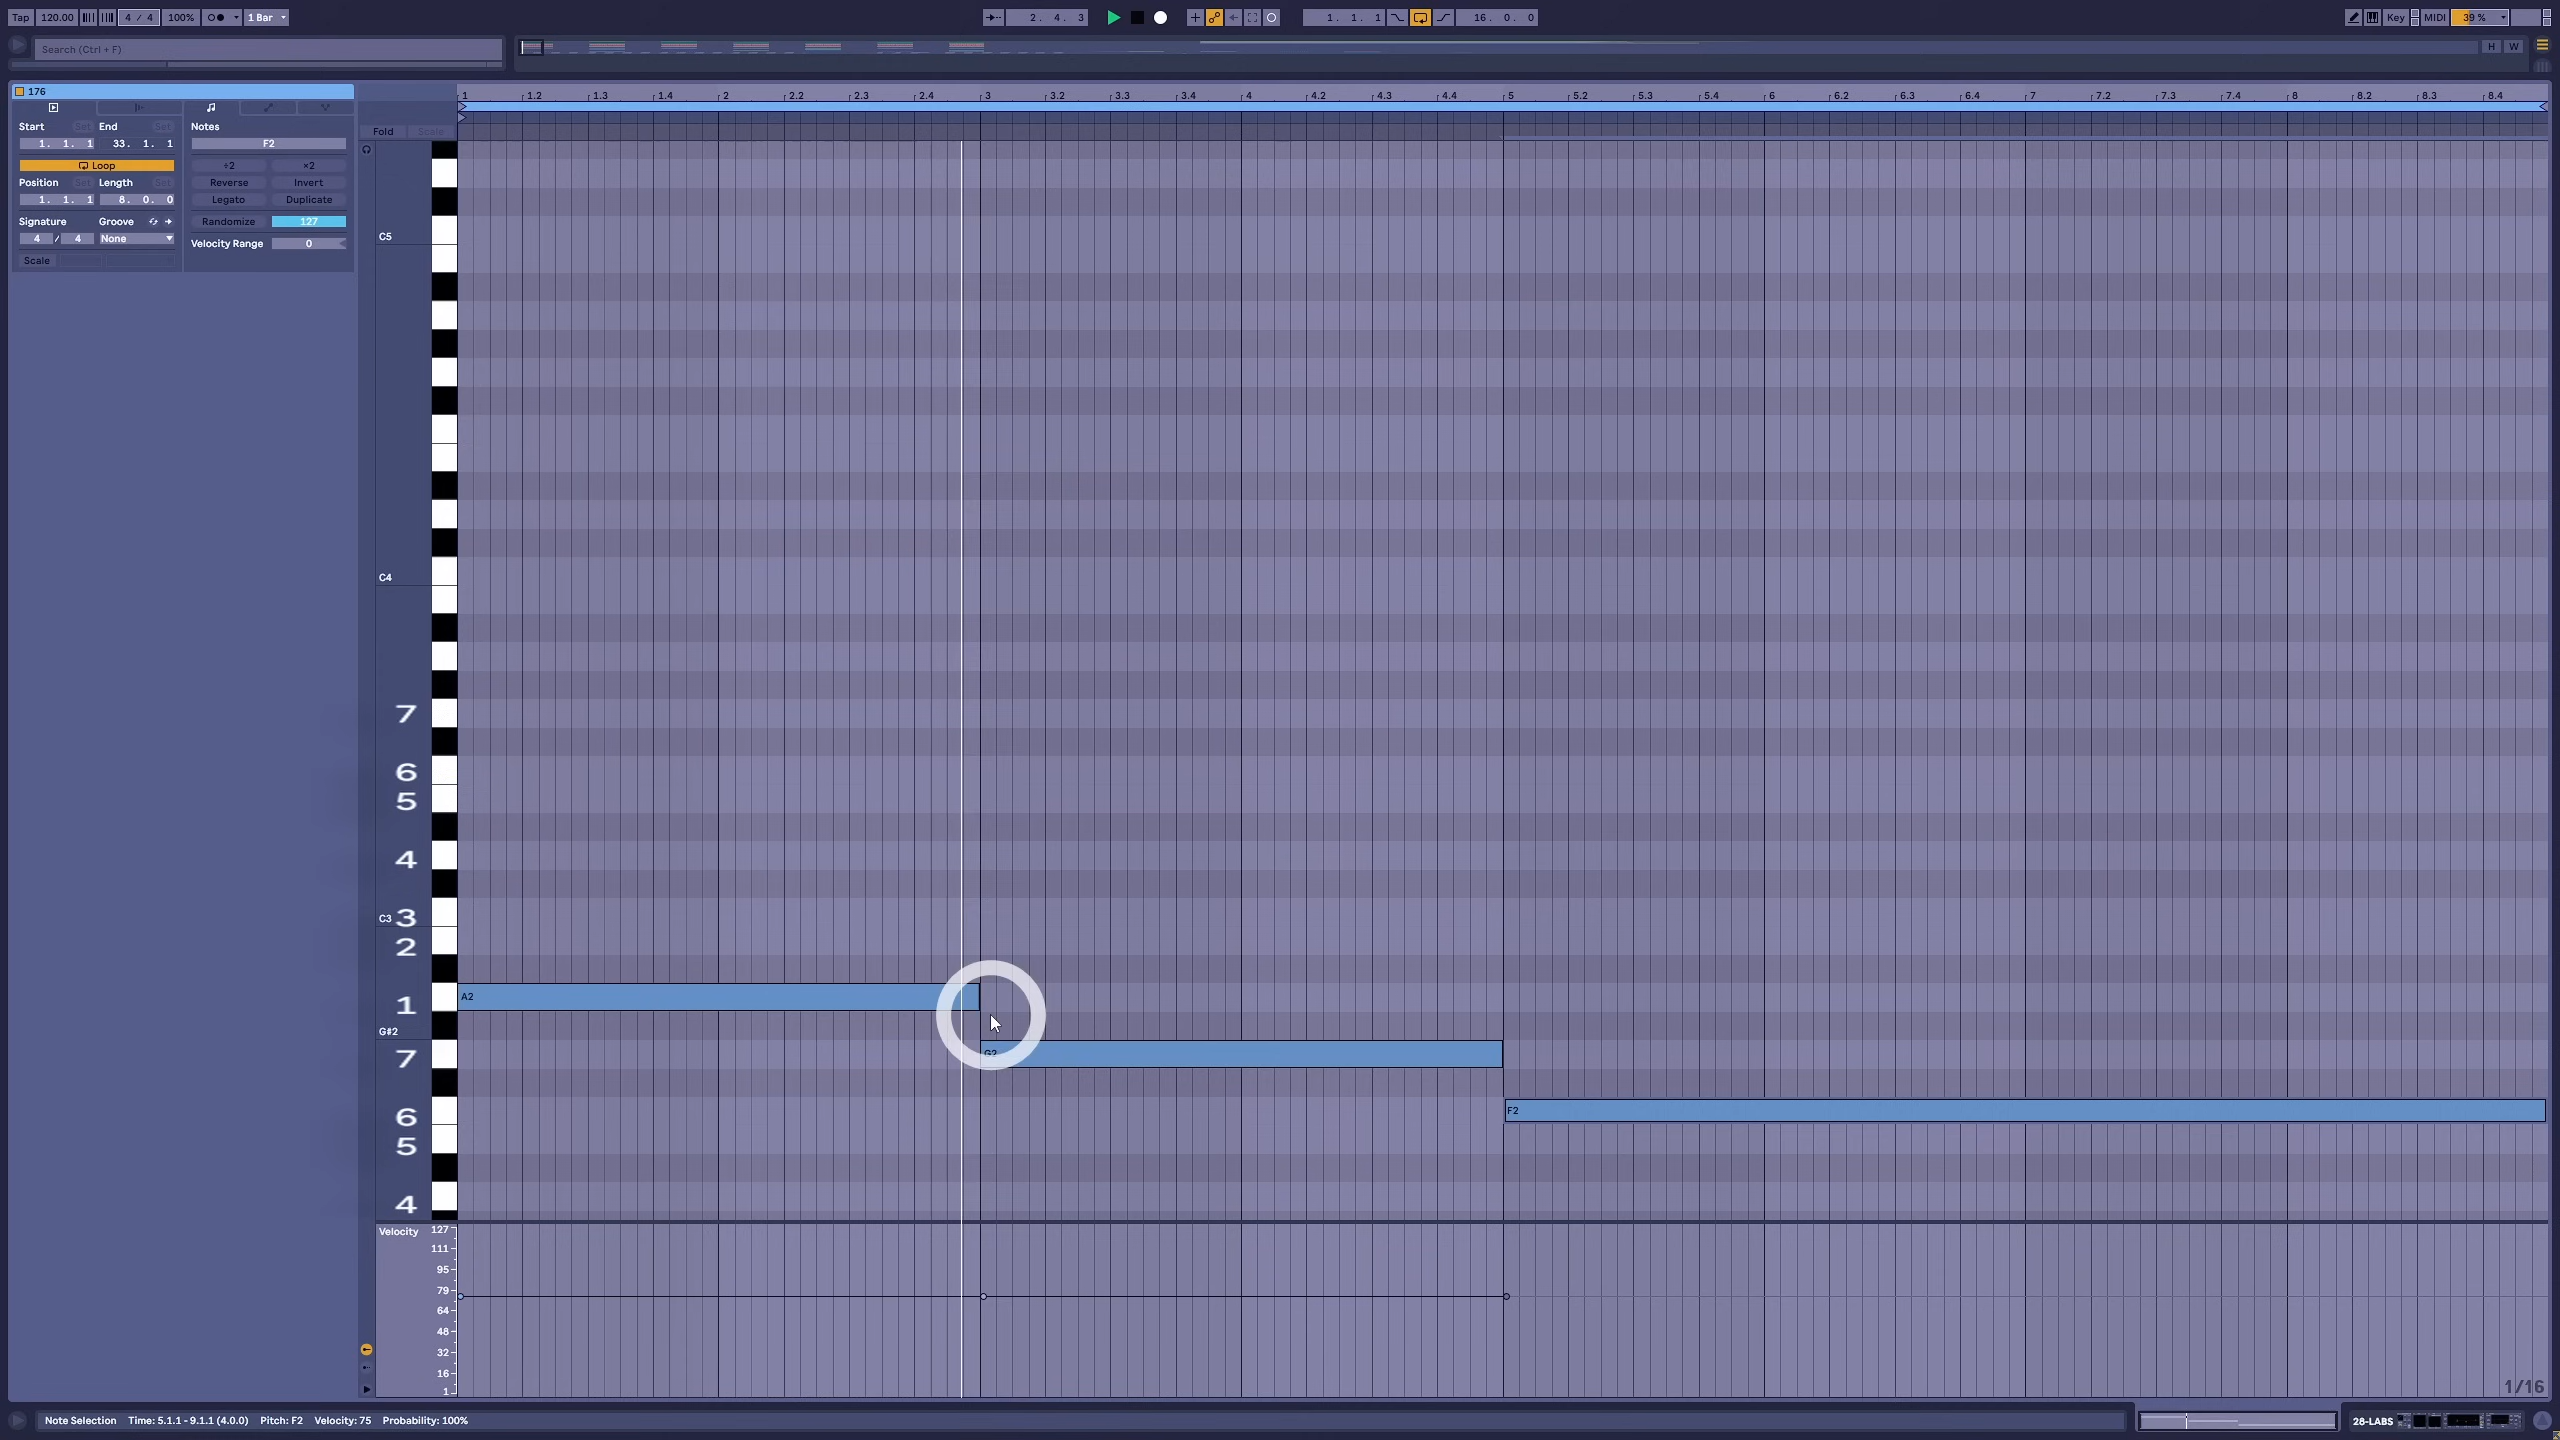 Tap 120.00 4 / 4 100% 1 Bar 2. 4. 3 1. 1. 1 16. 0. 0 Key MIDI 39 %
Search (Ctrl + F) H W
176
Start Set End Set Notes
1. 1. 1 33. 1. 1 F2
Loop ÷2 ×2
Position Set Length Set Reverse Invert
1. 1. 1 8. 0. 0 Legato Duplicate
Signature Groove Randomize 127
4 / 4 None Velocity Range 0
Scale
1 1.2 1.3 1.4 2 2.2 2.3 2.4 3 3.2 3.3 3.4 4 4.2 4.3 4.4 5 5.2 5.3 5.4 6 6.2 6.3 6.4 7 7.2 7.3 7.4 8 8.2 8.3 8.4
Fold Scale
C5
C4
7
6
5
4
C3 3
2
1 A2
G#2
7 G2
6 F2
5
4
Velocity 127
111
95
79
64
48
32
16
1
1/16
Note Selection Time: 5.1.1 - 9.1.1 (4.0.0) Pitch: F2 Velocity: 75 Probability: 100% 28-LABS